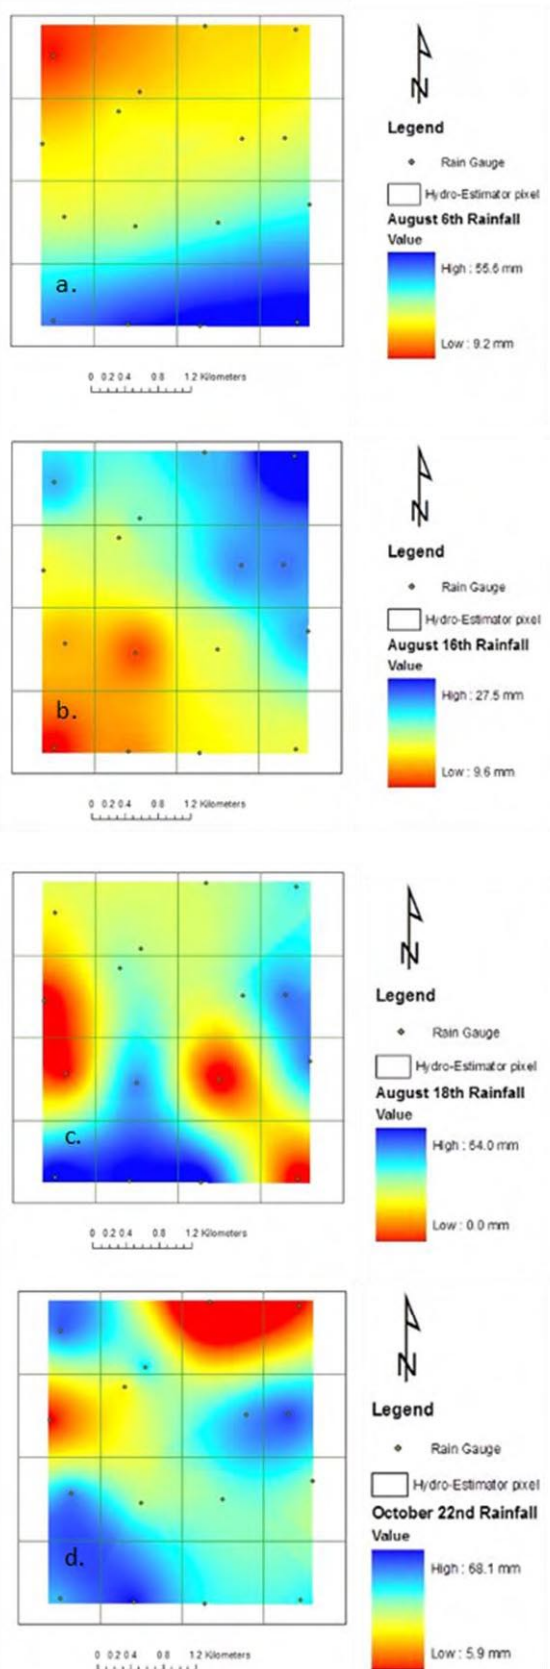 N
Legend
Rain Gauge
Hydro-Estimator pixel
August 6th Rainfall
Value
High : 55.6 mm
Low : 9.2 mm
a.
0 0.2 0.4 0.8 1.2 Kilometers
N
Legend
Rain Gauge
Hydro-Estimator pixel
August 16th Rainfall
Value
High : 27.5 mm
Low : 9.6 mm
b.
0 0.2 0.4 0.8 1.2 Kilometers
N
Legend
Rain Gauge
Hydro-Estimator pixel
August 18th Rainfall
Value
High : 64.0 mm
Low : 0.0 mm
c.
0 0.2 0.4 0.8 1.2 Kilometers
N
Legend
Rain Gauge
Hydro-Estimator pixel
October 22nd Rainfall
Value
High : 68.1 mm
Low : 5.9 mm
d.
0 0.2 0.4 0.8 1.2 Kilometers